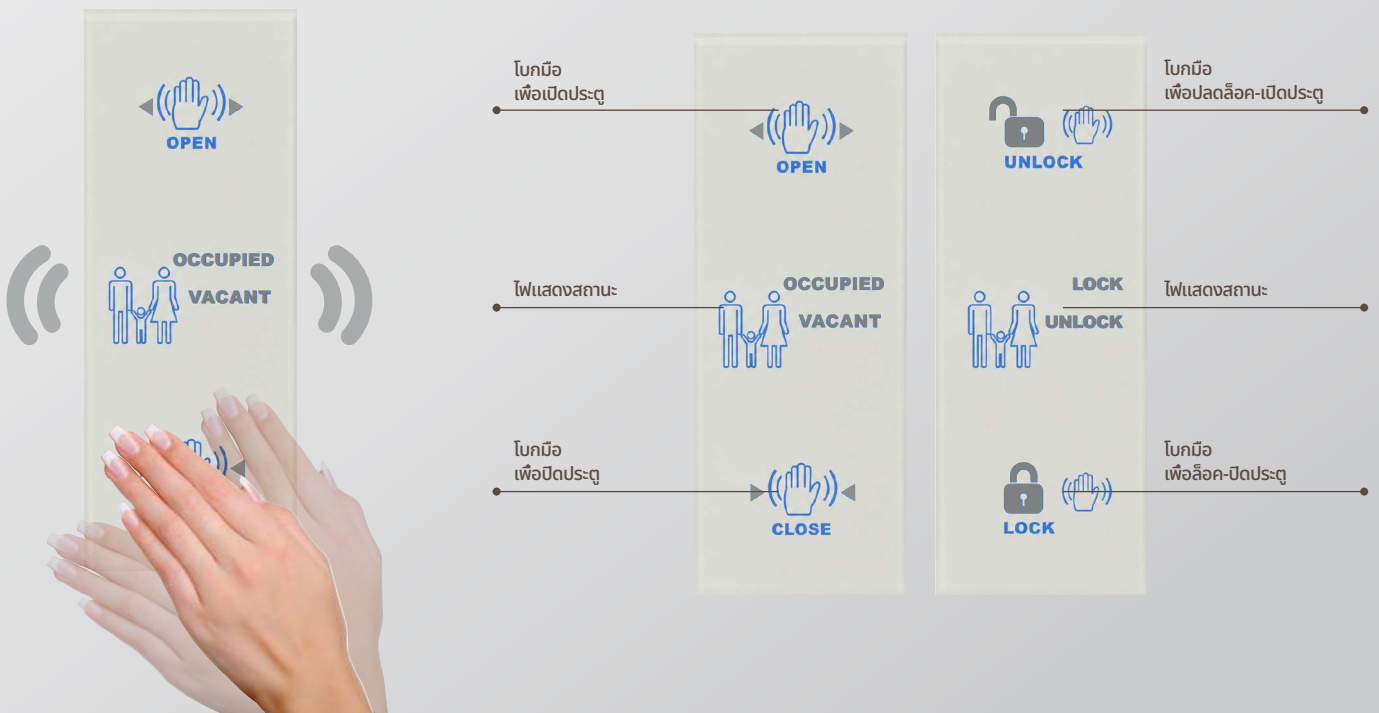 OPEN
OCCUPIED
VACANT
โบกมือ
เพื่อเปิดประตู
ไฟแสดงสถานะ
โบกมือ
เพื่อปิดประตู
OPEN
OCCUPIED
VACANT
CLOSE
UNLOCK
LOCK
UNLOCK
LOCK
โบกมือ
เพื่อปลดล็อค-เปิดประตู
ไฟแสดงสถานะ
โบกมือ
เพื่อล็อค-ปิดประตู